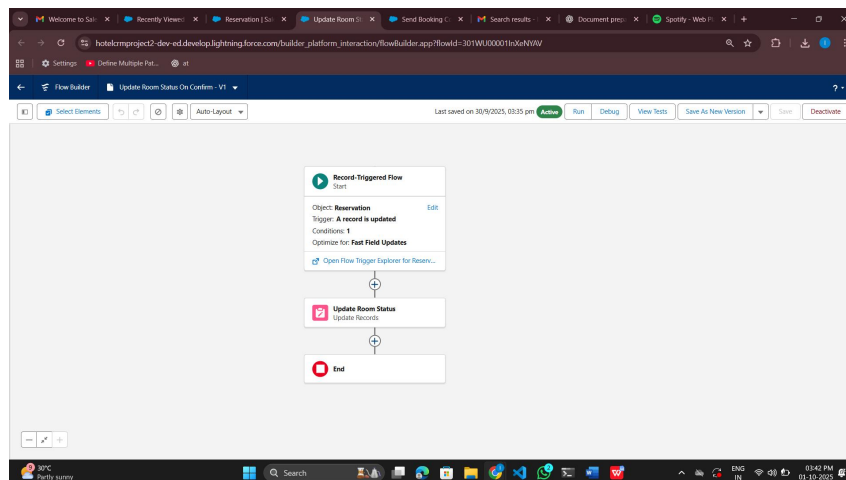 Welcome to Sal
Recently Viewed
Reservation | Sal
Update Room St
Send Booking C
Search results -
Document prep
Spotify - Web Pl
hotelcrmproject2-dev-ed.develop.lightning.force.com/builder_platform_interaction/flowBuilder.app?flowId=301WU00001InXeNYAV
Settings
Define Multiple Pat...
at
Flow Builder
Update Room Status On Confirm - V1
?
Select Elements
Auto-Layout
Last saved on 30/9/2025, 03:35 pm
Active
Run
Debug
View Tests
Save As New Version
Save
Deactivate
Record-Triggered Flow
Start
Object: Reservation
Edit
Trigger: A record is updated
Conditions: 1
Optimize for: Fast Field Updates
Open Flow Trigger Explorer for Reserv...
Update Room Status
Update Records
End
30°C
Partly sunny
Search
2
ENG
IN
03:42 PM
01-10-2025